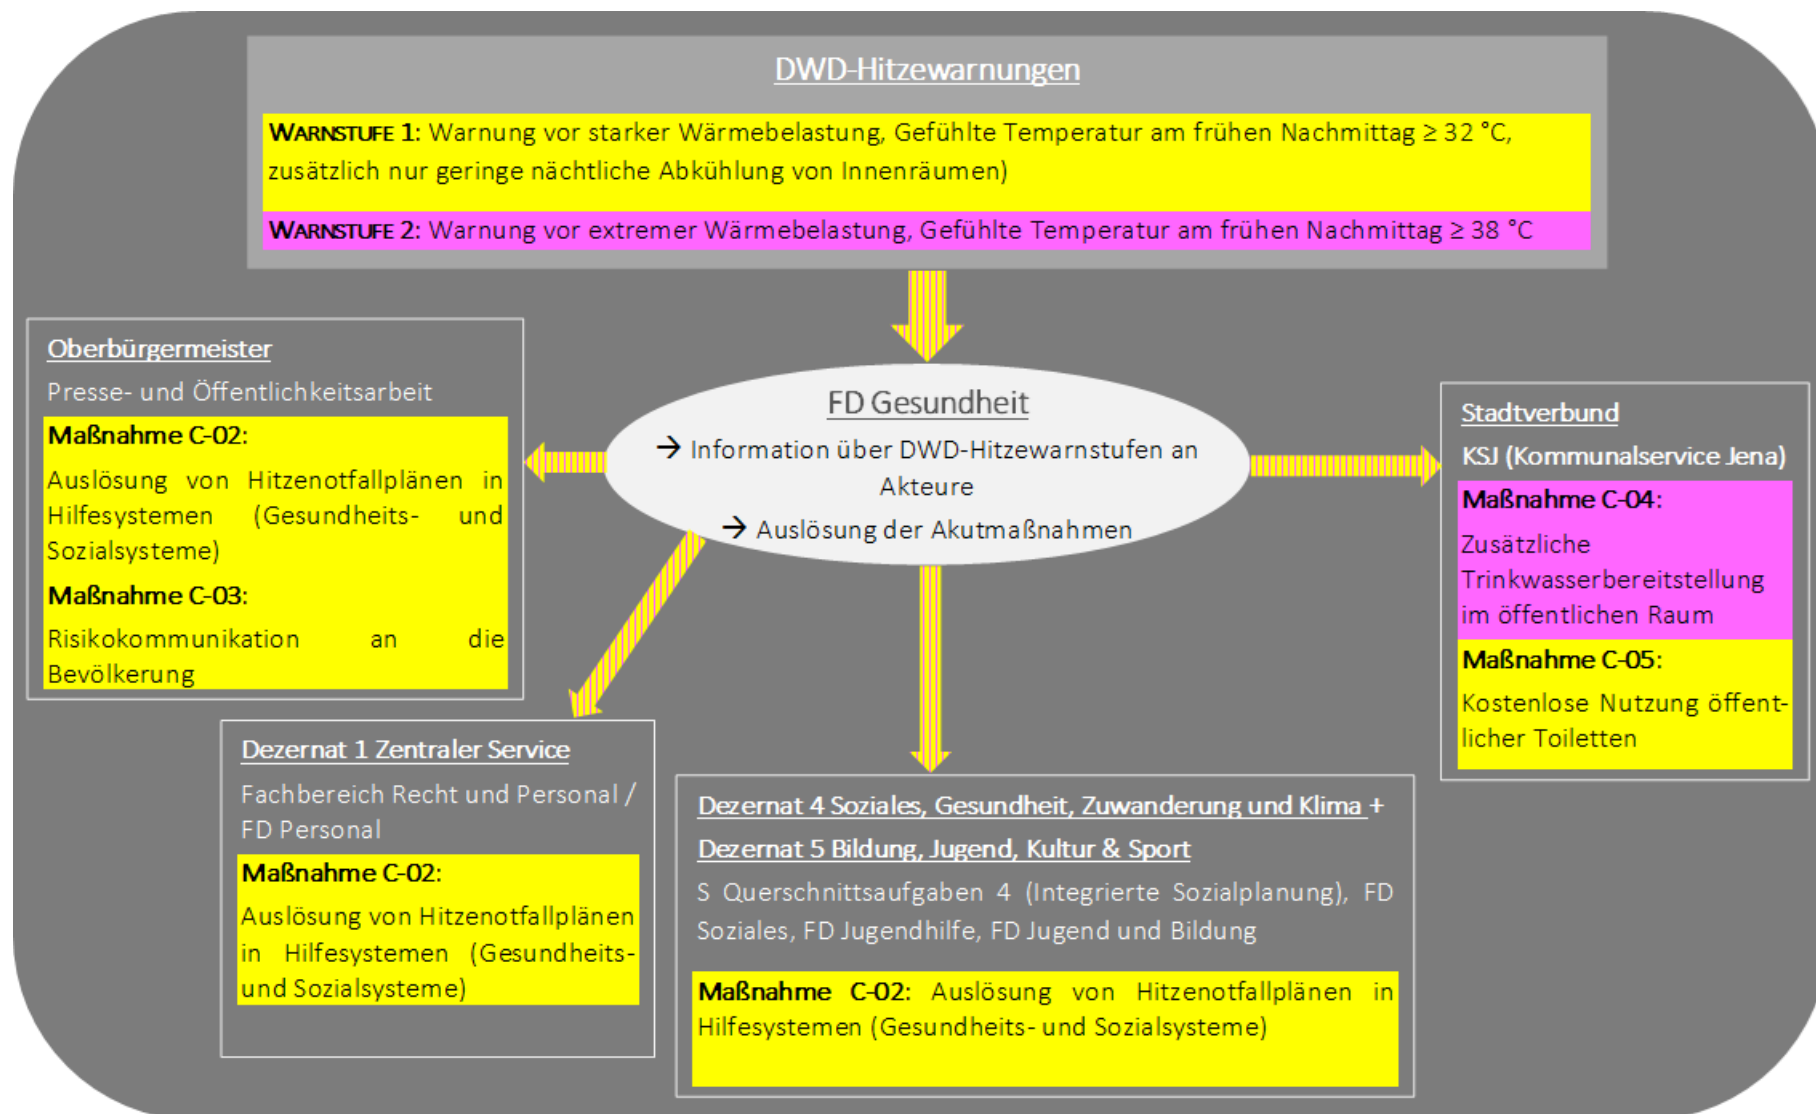 DWD-Hitzewarnungen
WARNSTUFE 1: Warnung vor starker Wärmebelastung, Gefühlte Temperatur am frühen Nachmittag ≥ 32 °C,
zusätzlich nur geringe nächtliche Abkühlung von Innenräumen)
WARNSTUFE 2: Warnung vor extremer Wärmebelastung, Gefühlte Temperatur am frühen Nachmittag ≥ 38 °C
Oberbürgermeister
Presse- und Öffentlichkeitsarbeit
Maßnahme C-02:
Auslösung von Hitzenotfallplänen in
Hilfesystemen (Gesundheits- und
Sozialsysteme)
Maßnahme C-03:
Risikokommunikation an die
Bevölkerung
FD Gesundheit
→ Information über DWD-Hitzewarnstufen an
Akteure
→ Auslösung der Akutmaßnahmen
Stadtverbund
KSJ (Kommunalservice Jena)
Maßnahme C-04:
Zusätzliche
Trinkwasserbereitstellung
im öffentlichen Raum
Maßnahme C-05:
Kostenlose Nutzung öffent-
licher Toiletten
Dezernat 1 Zentraler Service
Fachbereich Recht und Personal /
FD Personal
Maßnahme C-02:
Auslösung von Hitzenotfallplänen
in Hilfesystemen (Gesundheits-
und Sozialsysteme)
Dezernat 4 Soziales, Gesundheit, Zuwanderung und Klima +
Dezernat 5 Bildung, Jugend, Kultur & Sport
S Querschnittsaufgaben 4 (Integrierte Sozialplanung), FD
Soziales, FD Jugendhilfe, FD Jugend und Bildung
Maßnahme C-02: Auslösung von Hitzenotfallplänen in
Hilfesystemen (Gesundheits- und Sozialsysteme)